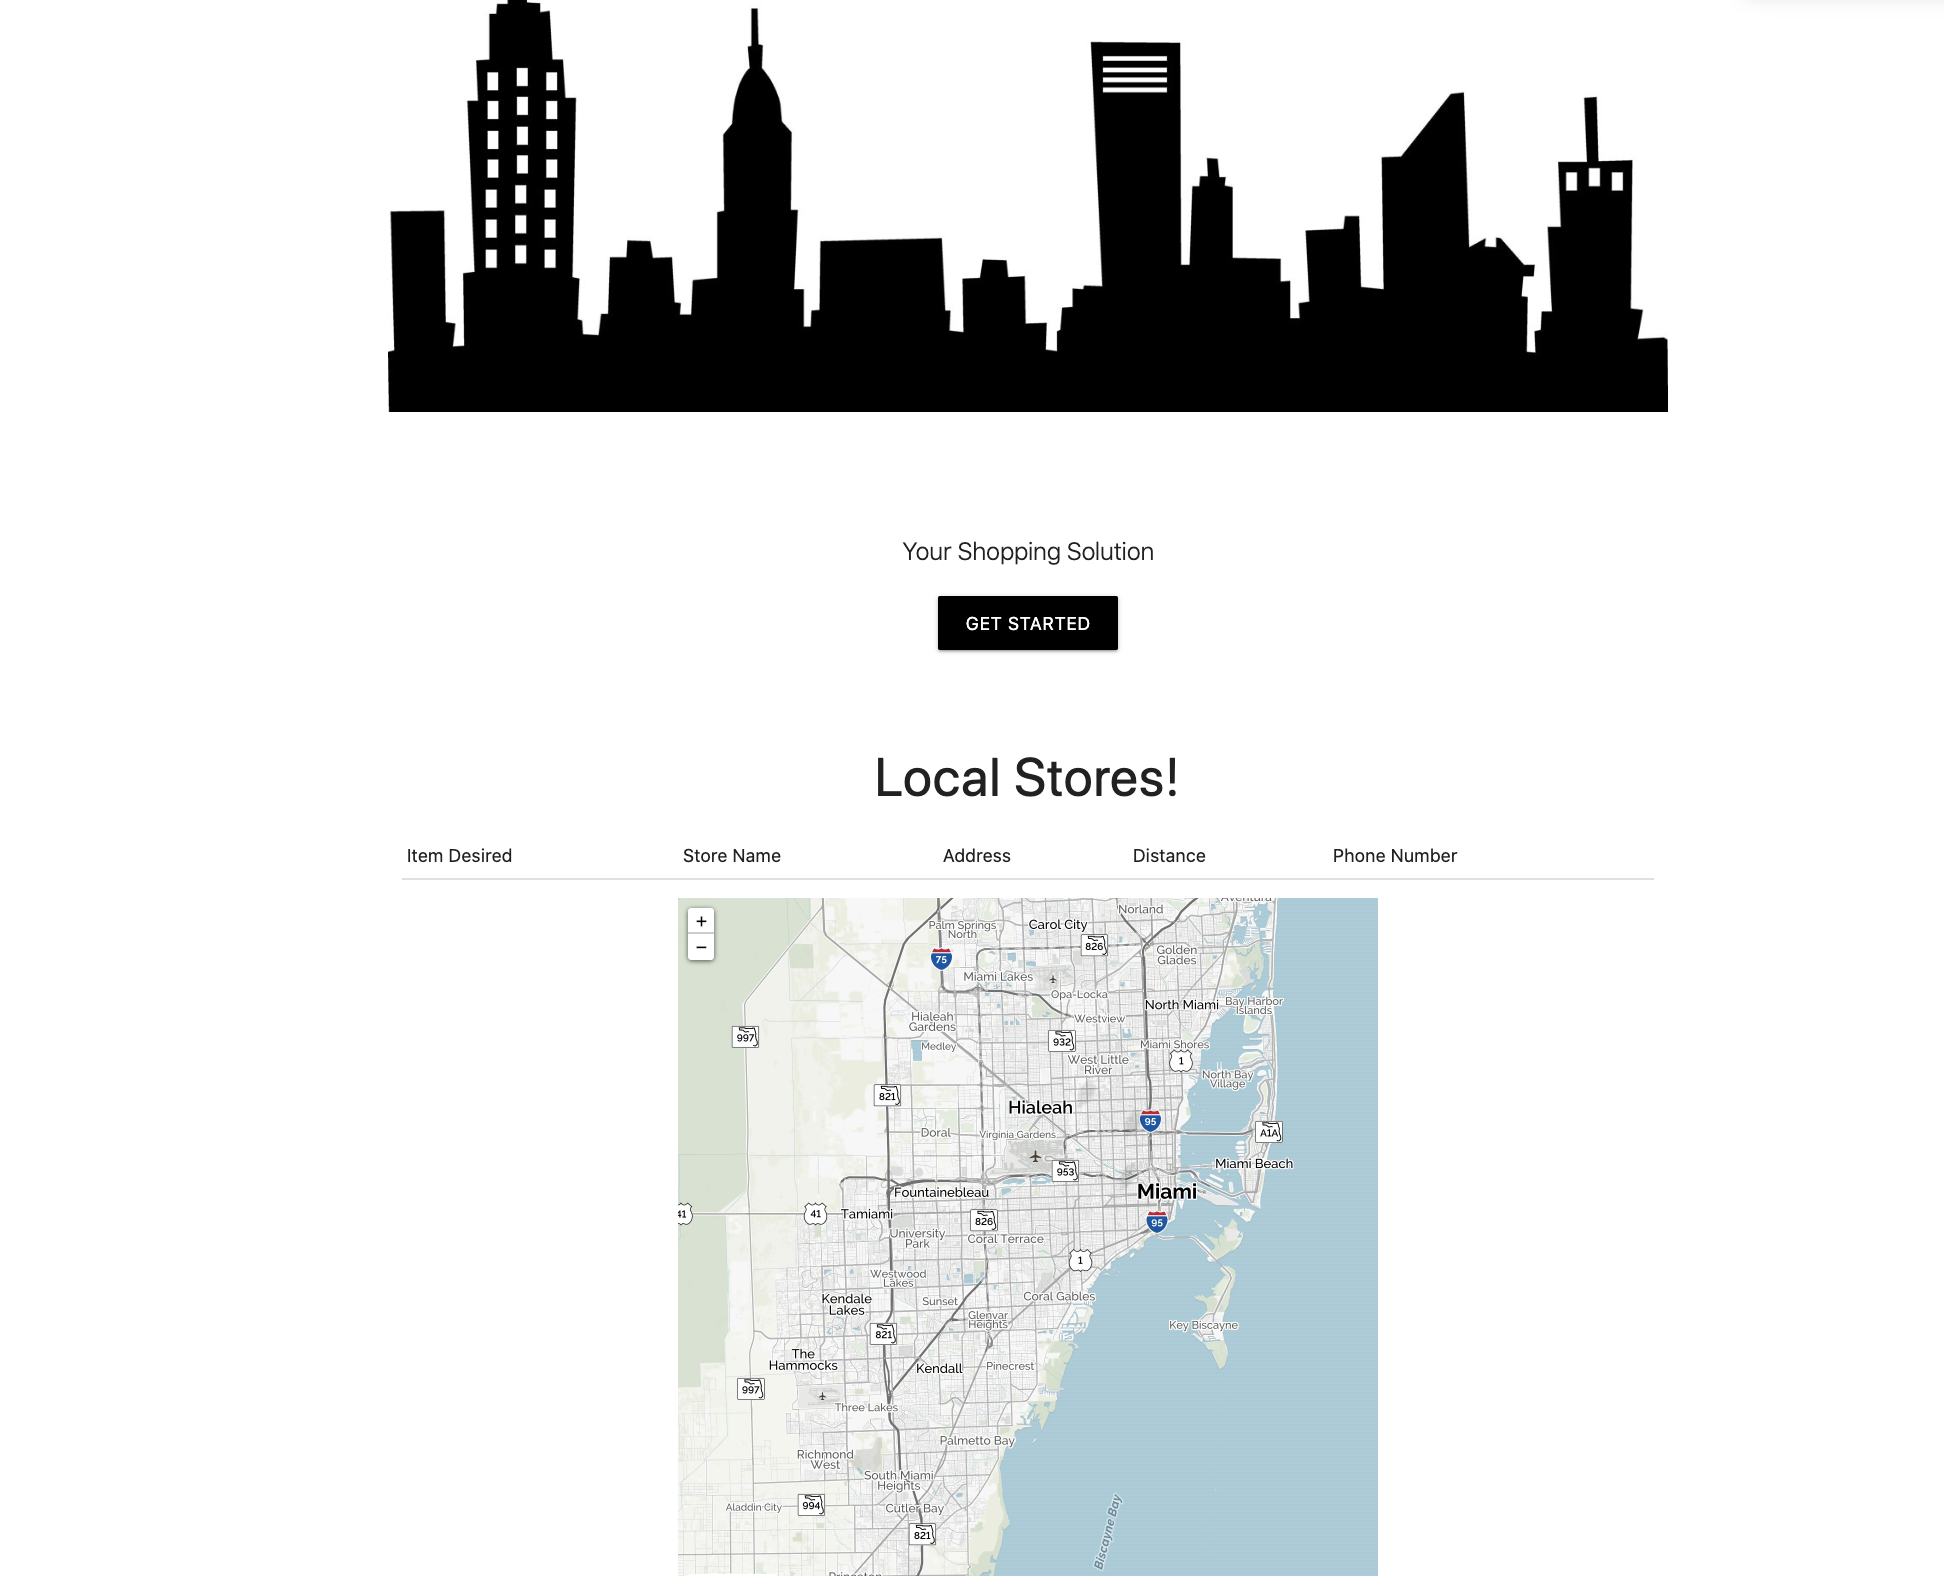 Your Shopping Solution
GET STARTED
Local Stores!
Item Desired Store Name Address Distance Phone Number
+
−
Aventura
Norland
Palm Springs
North
Carol City
826
75
Golden
Glades
Miami Lakes
Opa-Locka
North Miami
Bay Harbor
Islands
Hialeah
Gardens
Westview
997
932
Medley
Miami Shores
West Little
River
1
North Bay
Village
821
Hialeah
95
Doral
Virginia Gardens
A1A
953
Miami Beach
Fountainebleau
Miami
41
41
Tamiami
826
95
University
Park
Coral Terrace
1
Westwood
Lakes
Kendale
Lakes
Sunset
Coral Gables
Glenvar
Heights
Key Biscayne
821
The
Hammocks
Kendall
Pinecrest
997
Three Lakes
Palmetto Bay
Richmond
West
South Miami
Heights
Aladdin City
994
Cutler Bay
821
Biscayne Bay
Princeton